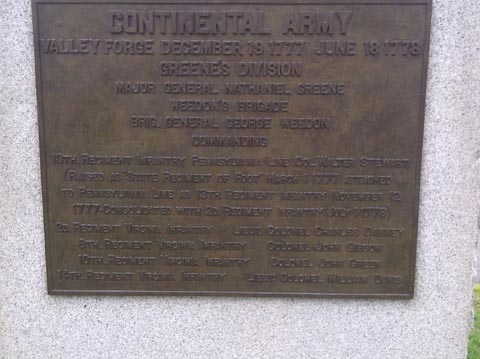 CONTINENTAL ARMY
VALLEY FORGE DECEMBER 19 1777 JUNE 18 1778
GREENE'S DIVISION
MAJOR GENERAL NATHANIEL GREENE
WEEDON'S BRIGADE
BRIG. GENERAL GEORGE WEEDON
COMMANDING
13TH. REGIMENT INFANTRY PENNSYLVANIA LINE COL. WALTER STEWART
(RAISED AS "STATE REGIMENT OF FOOT" MARCH 1 1777 ATTACHED
TO PENNSYLVANIA LINE AS 13TH. REGIMENT INFANTRY NOVEMBER 12
1777-CONSOLIDATED WITH 2D. REGIMENT INFANTRY JULY 1 1778)
2D. REGIMENT VIRGINIA INFANTRY LIEUT. COLONEL CHARLES DABNEY
6TH. REGIMENT VIRGINIA INFANTRY COLONEL JOHN GIBSON
10TH. REGIMENT VIRGINIA INFANTRY COLONEL JOHN GREEN
14TH. REGIMENT VIRGINIA INFANTRY LIEUT. COLONEL WILLIAM DAVIS